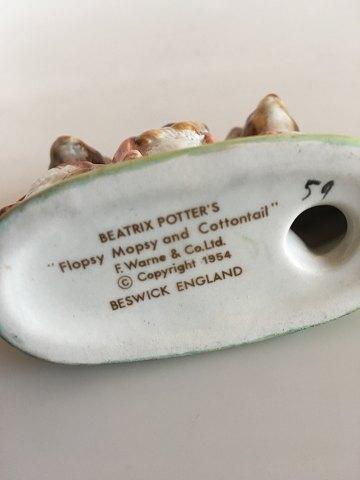 59
BEATRIX POTTER'S
"Flopsy Mopsy and Cottontail"
F. Warne & Co. Ltd.
© Copyright 1954
BESWICK ENGLAND